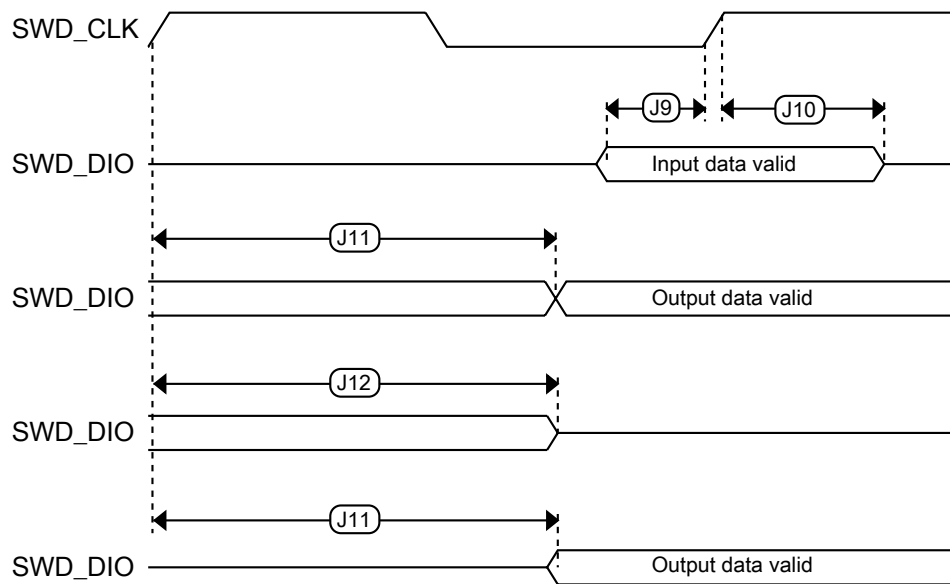 SWD_CLK
J9
J10
SWD_DIO
Input data valid
J11
SWD_DIO
Output data valid
J12
SWD_DIO
J11
SWD_DIO
Output data valid